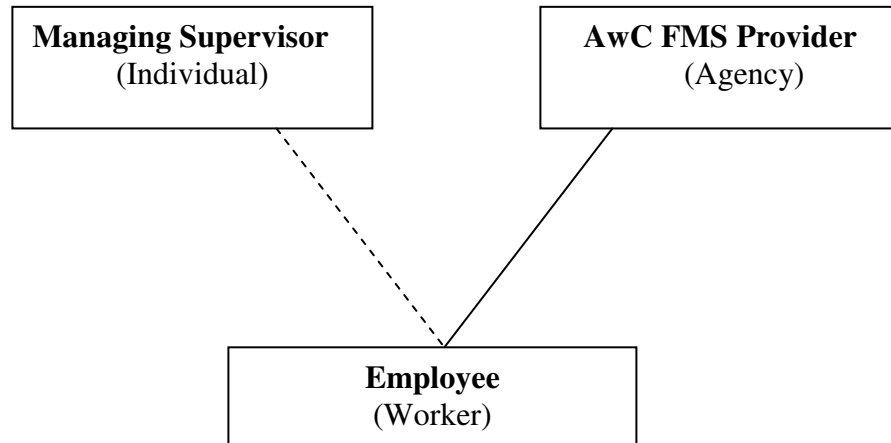 Managing Supervisor
(Individual)
AwC FMS Provider
(Agency)
Employee
(Worker)